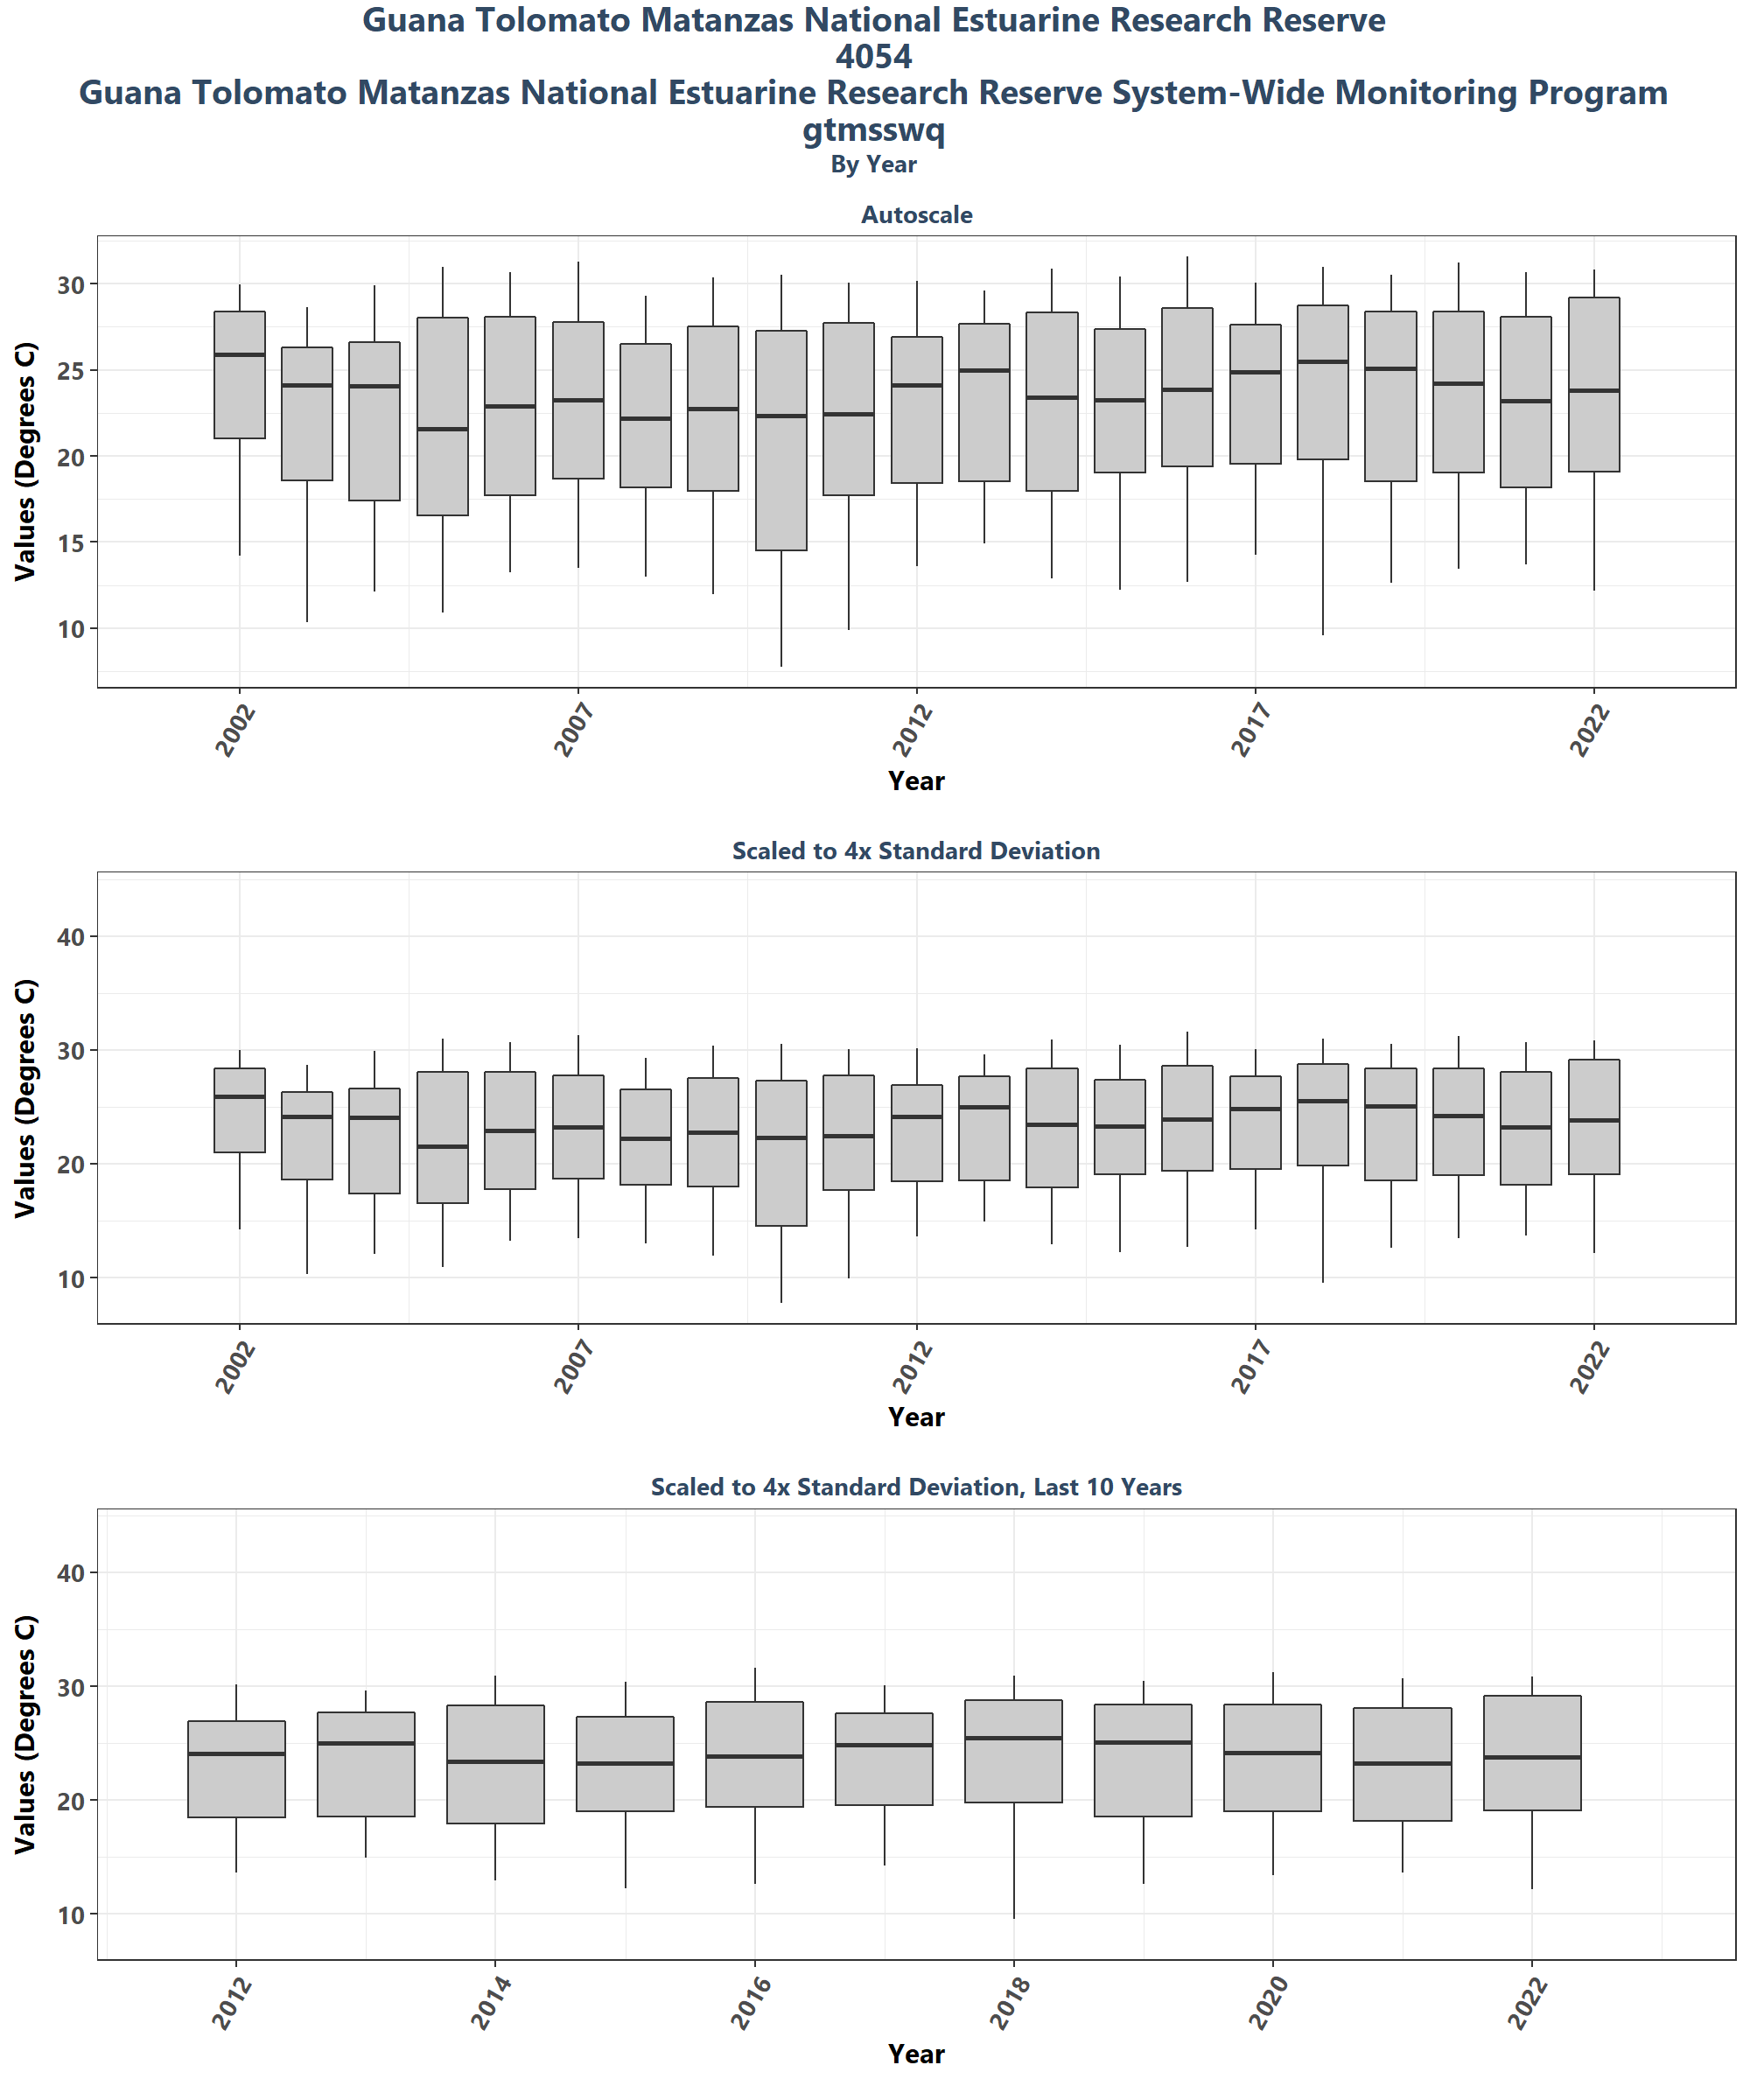 Guana Tolomato Matanzas National Estuarine Research Reserve
4054
Guana Tolomato Matanzas National Estuarine Research Reserve System-Wide Monitoring Program
gtmsswq
By Year
Autoscale
Values (Degrees C)
30
25
20
15
10
2002
2007
2012
2017
2022
Year
Scaled to 4x Standard Deviation
Values (Degrees C)
40
30
20
10
2002
2007
2012
2017
2022
Year
Scaled to 4x Standard Deviation, Last 10 Years
Values (Degrees C)
40
30
20
10
2012
2014
2016
2018
2020
2022
Year